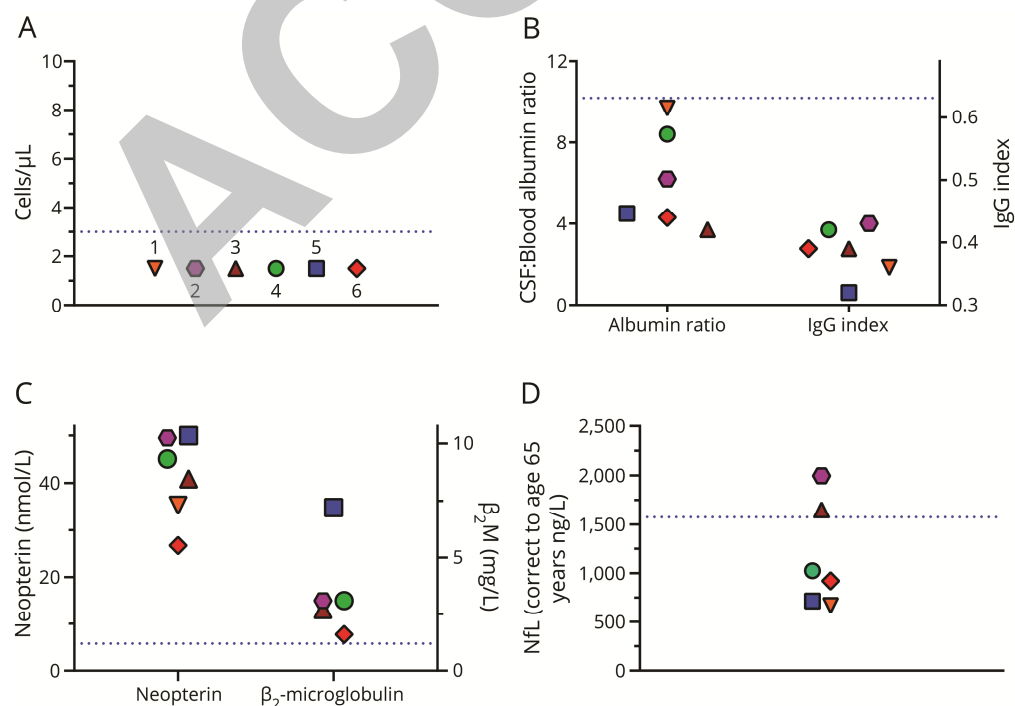 A
Cells/μL
10
8
6
4
2
0
1
3
5
2
4
6
B
CSF:Blood albumin ratio
12
8
4
0
0.6
0.5
0.4
0.3
IgG index
Albumin ratio
IgG index
C
Neopterin (nmol/L)
40
20
0
10
5
0
β₂M (mg/L)
Neopterin
β₂-microglobulin
D
NfL (correct to age 65
years ng/L)
2,500
2,000
1,500
1,000
500
0